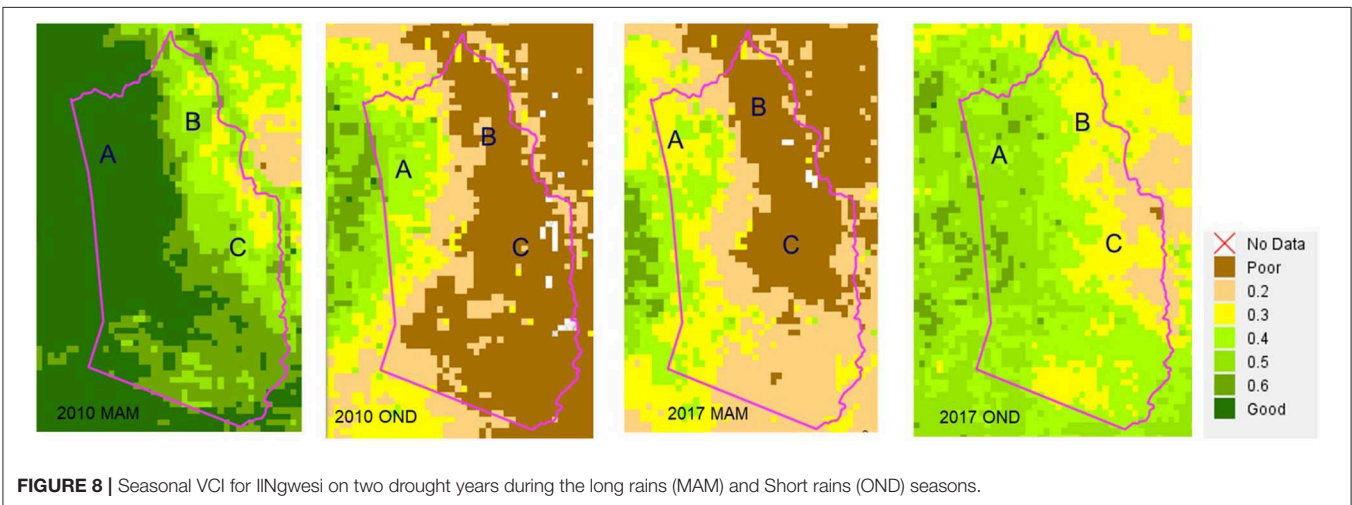 A
B
C
2010 MAM
A
B
C
2010 OND
A
B
C
2017 MAM
A
B
C
2017 OND
No Data
Poor
0.2
0.3
0.4
0.5
0.6
Good
FIGURE 8 | Seasonal VCI for IlNgwesi on two drought years during the long rains (MAM) and Short rains (OND) seasons.